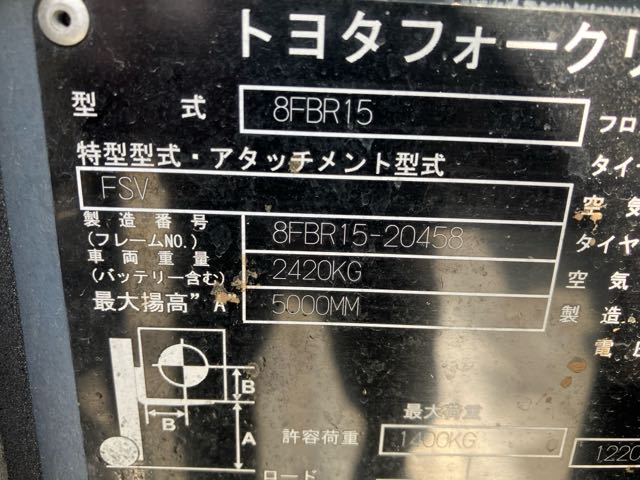 トヨタフォークリ
型 式 8FBR15 フロ
特型型式・アタッチメント型式 タイ
FSV 空 気
製造番号 8FBR15-20458 タイヤ
(フレームNO.)
車両重量 2420KG 空 気
(バッテリー含む)
最大揚高"A 5000MM 製 造
電
B
B A
最大荷重
許容荷重 1400KG 1220
ロード